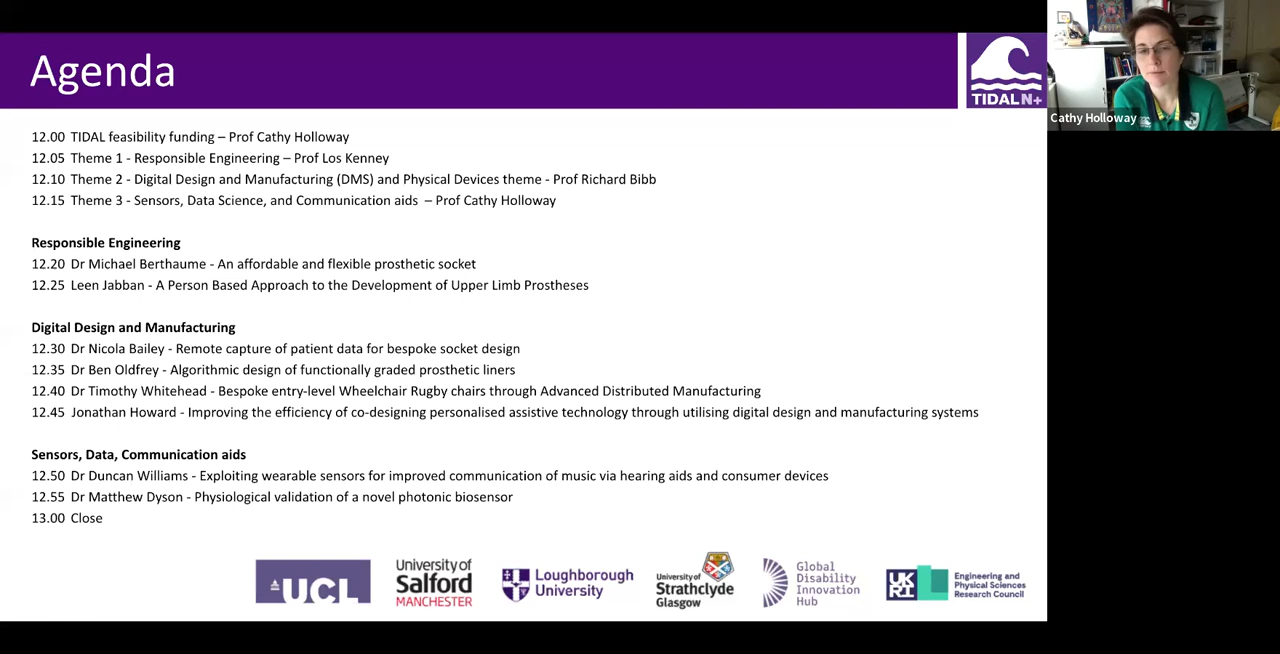 Agenda
TIDAL N+
Cathy Holloway
12.00 TIDAL feasibility funding – Prof Cathy Holloway
12.05 Theme 1 - Responsible Engineering – Prof Los Kenney
12.10 Theme 2 - Digital Design and Manufacturing (DMS) and Physical Devices theme - Prof Richard Bibb
12.15 Theme 3 - Sensors, Data Science, and Communication aids – Prof Cathy Holloway
Responsible Engineering
12.20 Dr Michael Berthaume - An affordable and flexible prosthetic socket
12.25 Leen Jabban - A Person Based Approach to the Development of Upper Limb Prostheses
Digital Design and Manufacturing
12.30 Dr Nicola Bailey - Remote capture of patient data for bespoke socket design
12.35 Dr Ben Oldfrey - Algorithmic design of functionally graded prosthetic liners
12.40 Dr Timothy Whitehead - Bespoke entry-level Wheelchair Rugby chairs through Advanced Distributed Manufacturing
12.45 Jonathan Howard - Improving the efficiency of co-designing personalised assistive technology through utilising digital design and manufacturing systems
Sensors, Data, Communication aids
12.50 Dr Duncan Williams - Exploiting wearable sensors for improved communication of music via hearing aids and consumer devices
12.55 Dr Matthew Dyson - Physiological validation of a novel photonic biosensor
13.00 Close
UCL
University of
Salford
MANCHESTER
Loughborough
University
University of
Strathclyde
Glasgow
Global
Disability
Innovation
Hub
UK
RI
Engineering and
Physical Sciences
Research Council